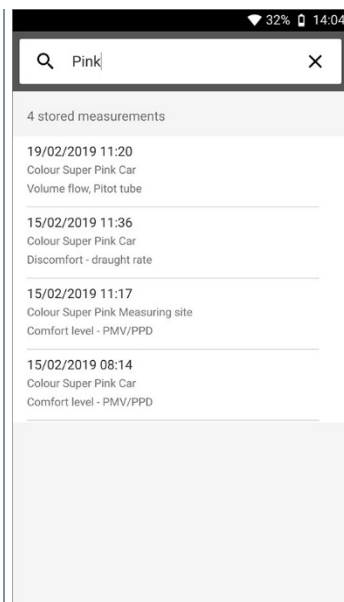 32% 14:04
Pink
4 stored measurements
19/02/2019 11:20
Colour Super Pink Car
Volume flow, Pitot tube
15/02/2019 11:36
Colour Super Pink Car
Discomfort - draught rate
15/02/2019 11:17
Colour Super Pink Measuring site
Comfort level - PMV/PPD
15/02/2019 08:14
Colour Super Pink Car
Comfort level - PMV/PPD